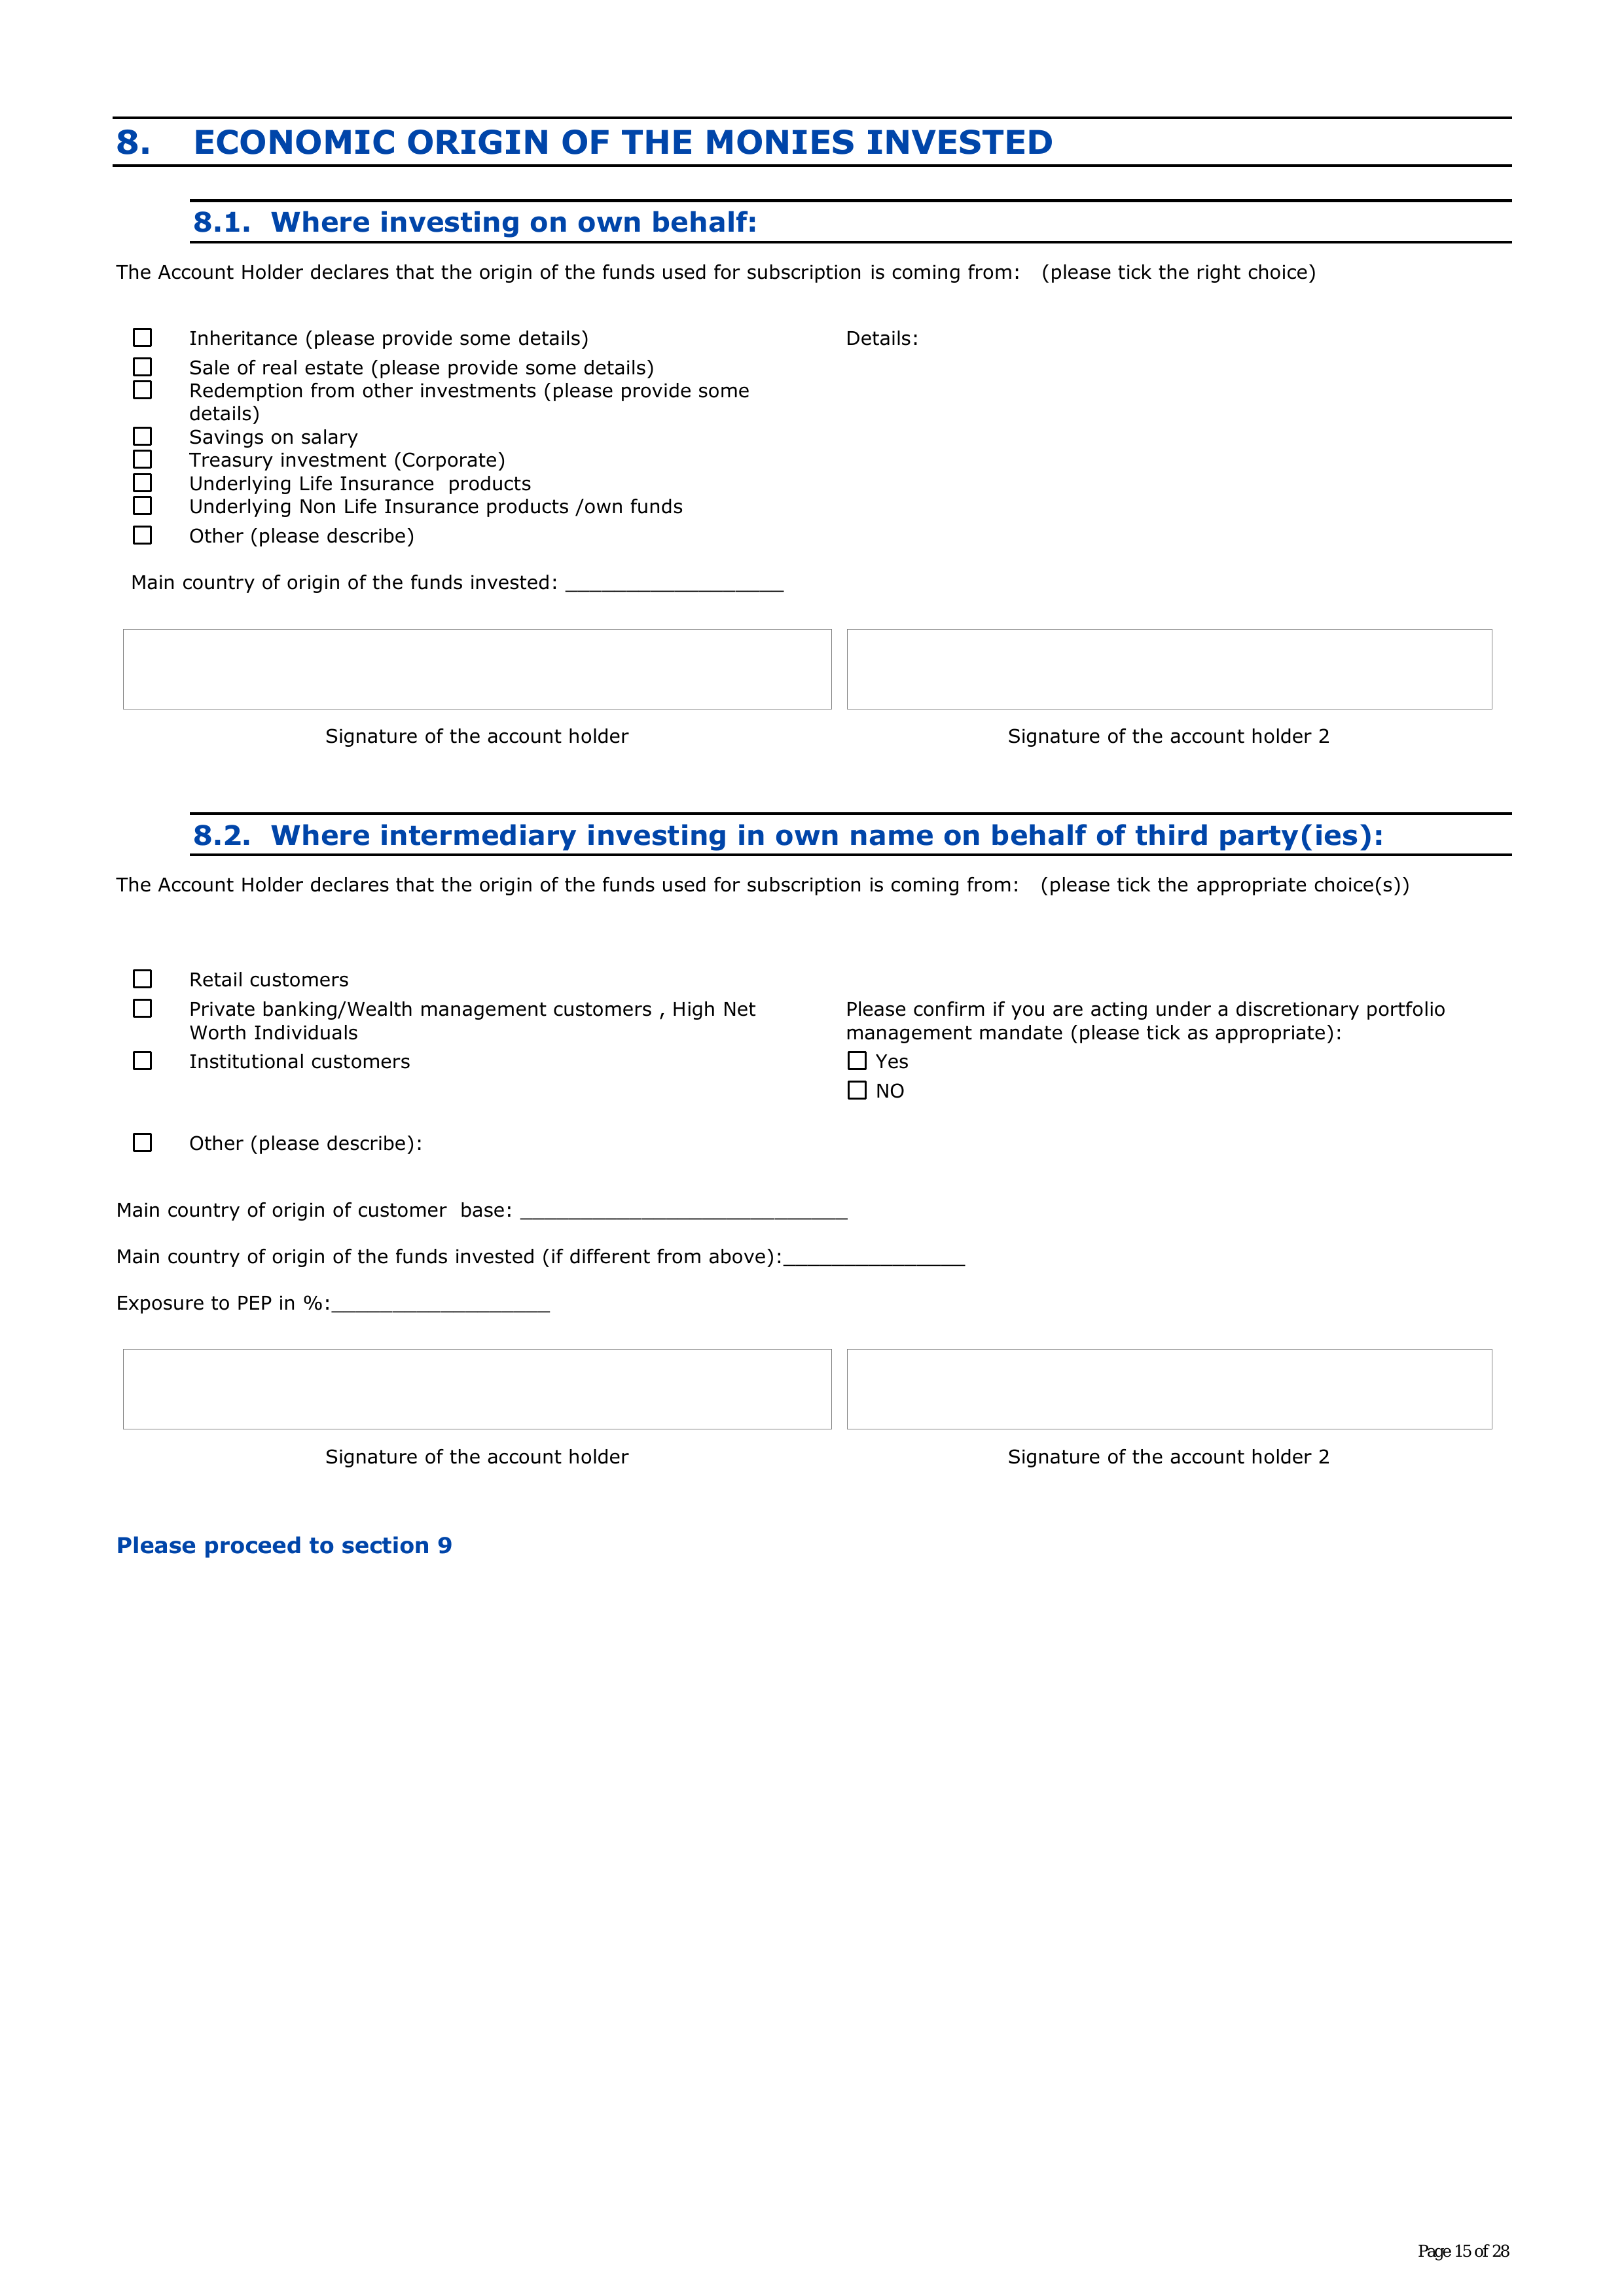 8. ECONOMIC ORIGIN OF THE MONIES INVESTED
8.1. Where investing on own behalf:
The Account Holder declares that the origin of the funds used for subscription is coming from: (please tick the right choice)
Inheritance (please provide some details)
Details:
Sale of real estate (please provide some details)
Redemption from other investments (please provide some
details)
Savings on salary
Treasury investment (Corporate)
Underlying Life Insurance  products
Underlying Non Life Insurance products /own funds
Other (please describe)
Main country of origin of the funds invested: __________________
Signature of the account holder
Signature of the account holder 2
8.2. Where intermediary investing in own name on behalf of third party(ies):
The Account Holder declares that the origin of the funds used for subscription is coming from: (please tick the appropriate choice(s))
Retail customers
Private banking/Wealth management customers , High Net
Worth Individuals
Please confirm if you are acting under a discretionary portfolio
management mandate (please tick as appropriate):
Institutional customers
Yes
NO
Other (please describe):
Main country of origin of customer  base: ___________________________
Main country of origin of the funds invested (if different from above):_______________
Exposure to PEP in %:__________________
Signature of the account holder
Signature of the account holder 2
Please proceed to section 9
Page 15 of 28